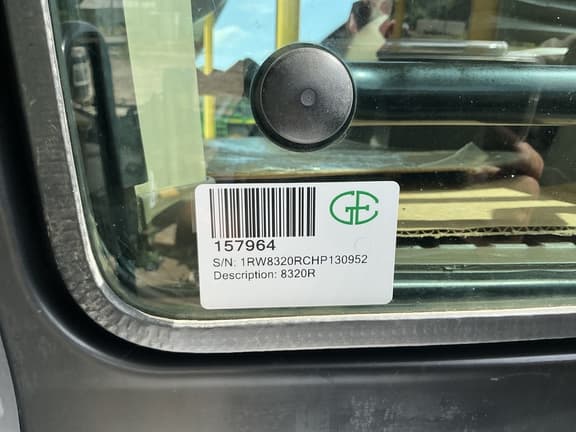 GE
157964
S/N: 1RW8320RCHP130952
Description: 8320R